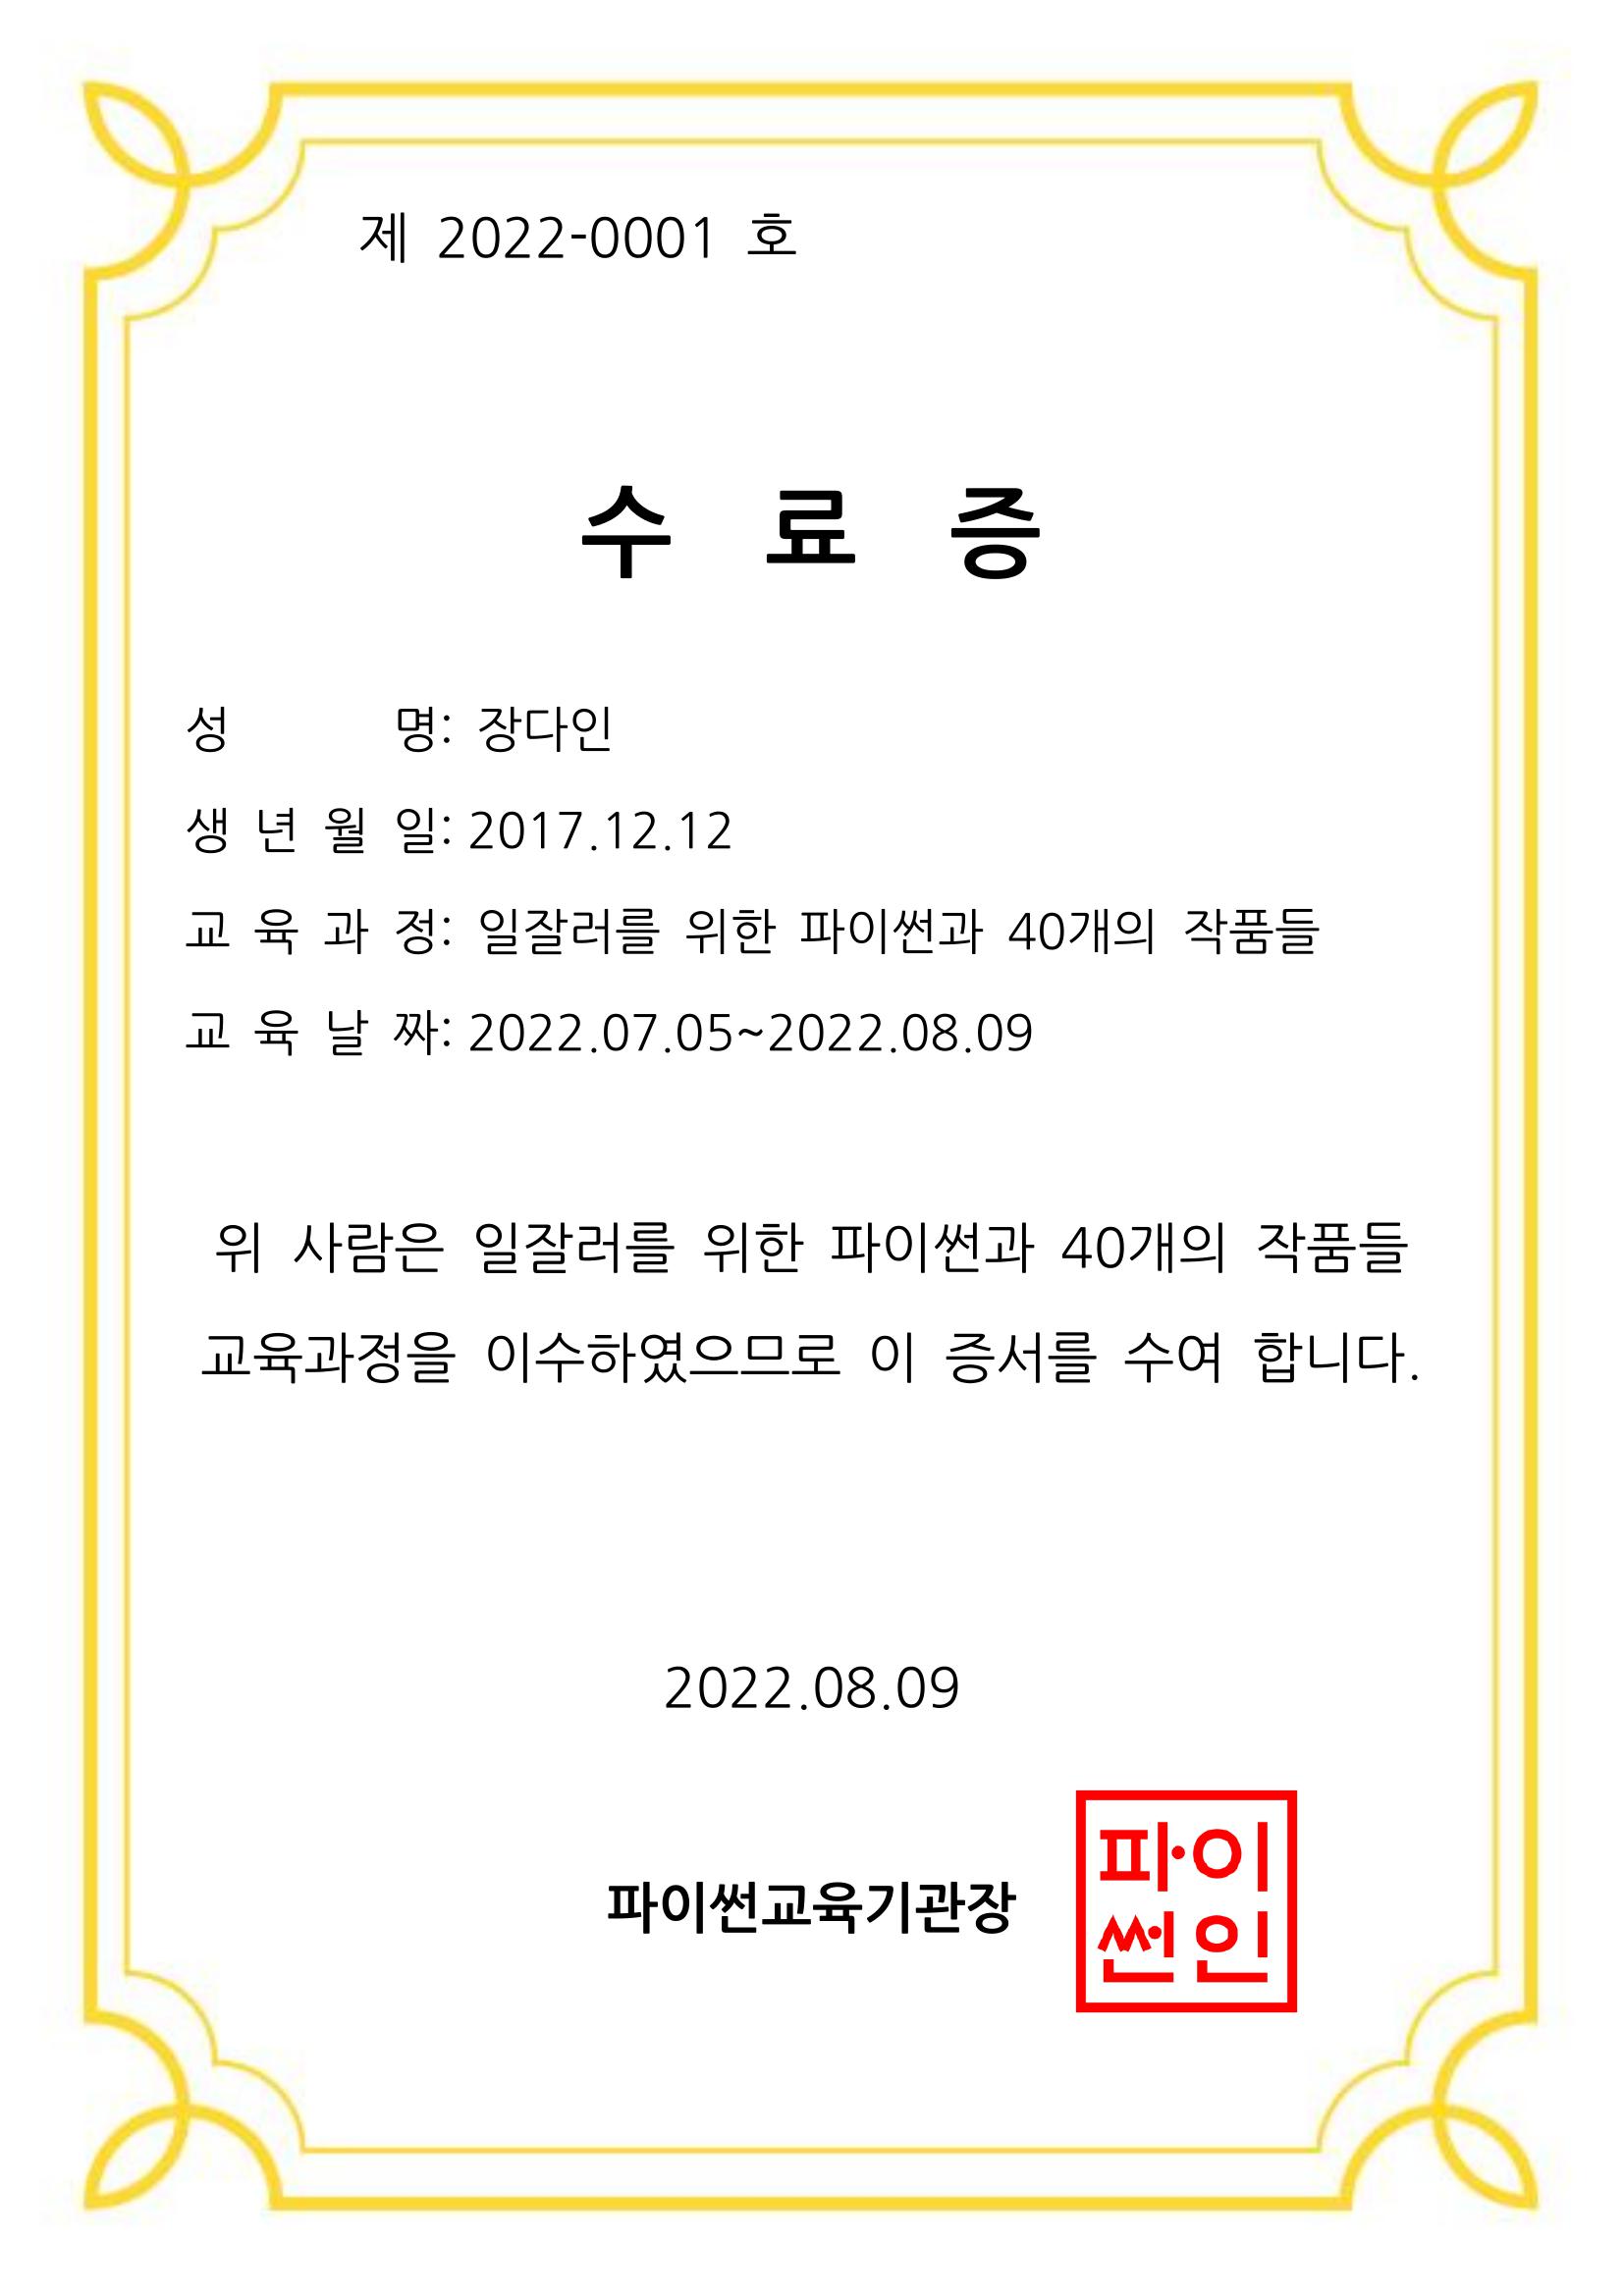 제 2022-0001 호
수 료 증
성 명: 장다인
생 년 월 일: 2017.12.12
교 육 과 정: 일잘러를 위한 파이썬과 40개의 작품들
교 육 날 짜: 2022.07.05~2022.08.09
위 사람은 일잘러를 위한 파이썬과 40개의 작품들
교육과정을 이수하였으므로 이 증서를 수여 합니다.
2022.08.09
파이썬교육기관장
파이
썬인